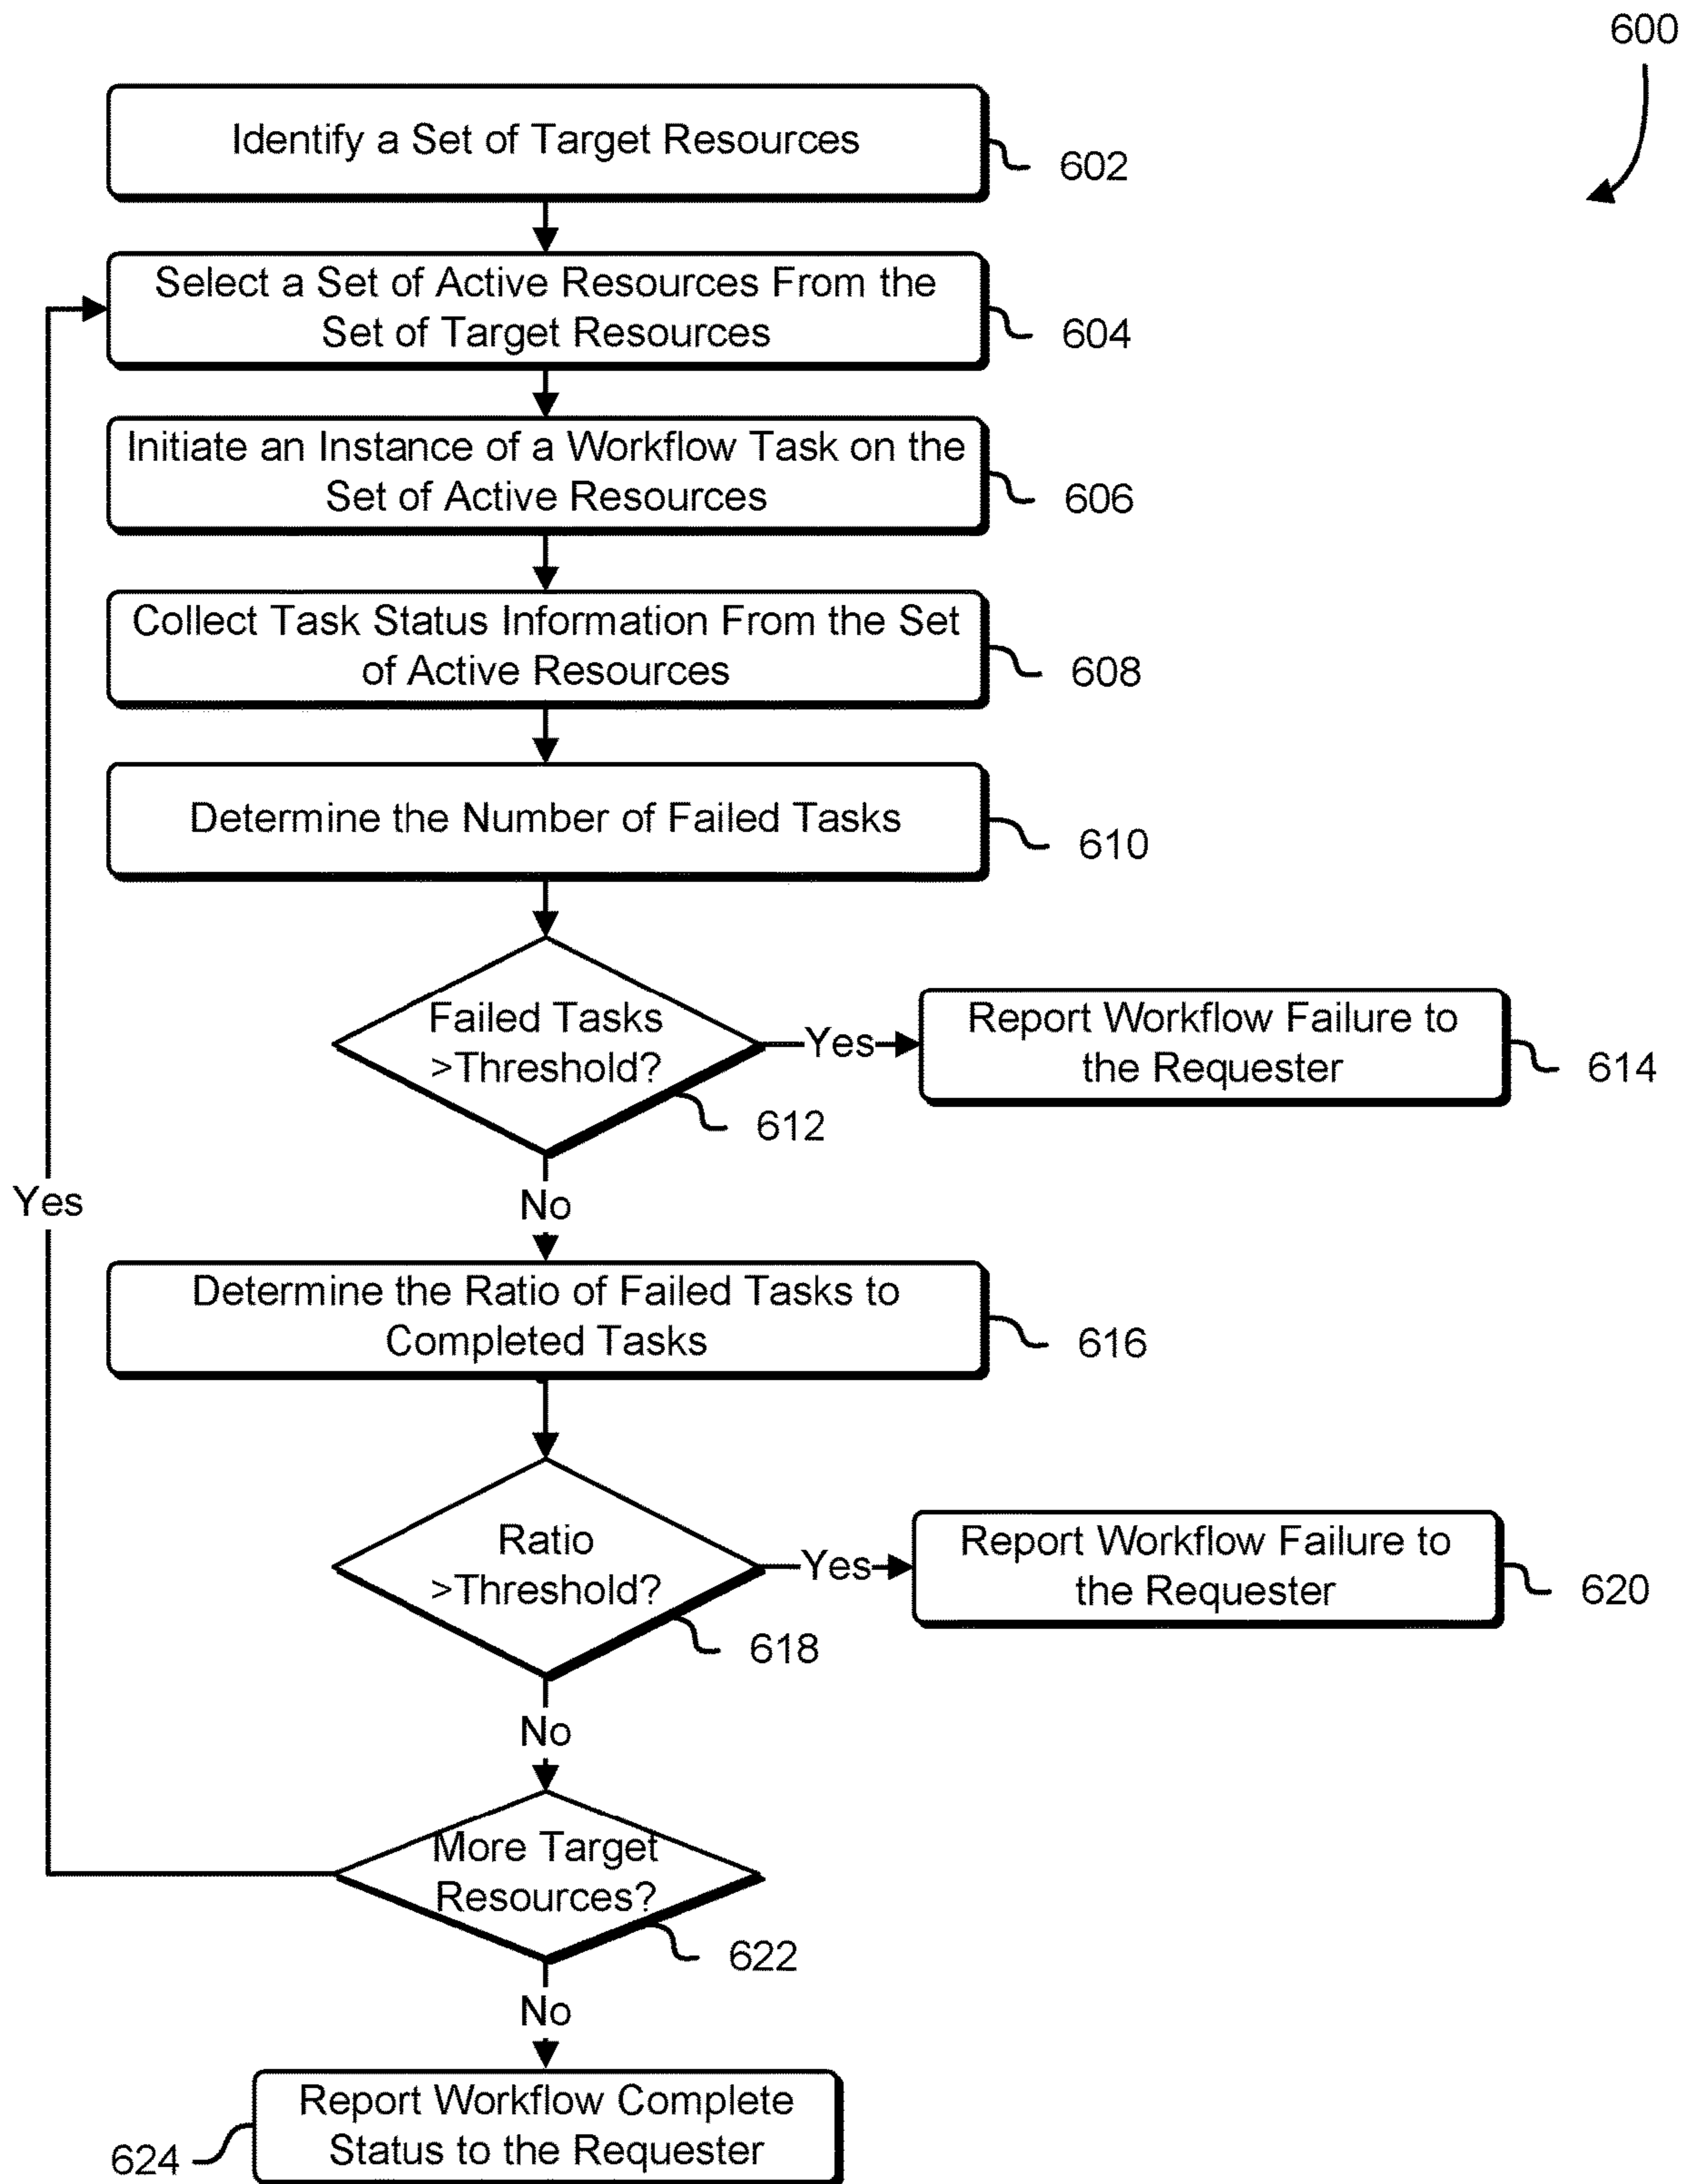 600
Identify a Set of Target Resources
602
Select a Set of Active Resources From the
Set of Target Resources
604
Initiate an Instance of a Workflow Task on the
Set of Active Resources
606
Collect Task Status Information From the Set
of Active Resources
608
Determine the Number of Failed Tasks
610
Failed Tasks
>Threshold?
612
Yes
Report Workflow Failure to
the Requester
614
No
Determine the Ratio of Failed Tasks to
Completed Tasks
616
Ratio
>Threshold?
618
Yes
Report Workflow Failure to
the Requester
620
No
More Target
Resources?
622
Yes
No
Report Workflow Complete
Status to the Requester
624